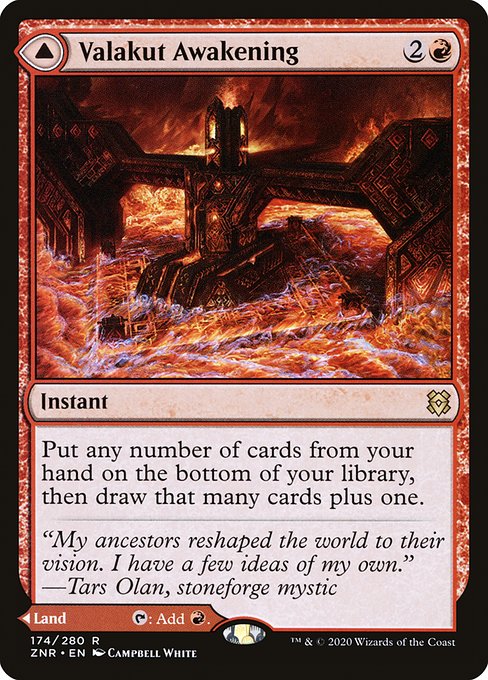 Valakut Awakening 2
Instant
Put any number of cards from your
hand on the bottom of your library,
then draw that many cards plus one.
“My ancestors reshaped the world to their
vision. I have a few ideas of my own.”
—Tars Olan, stoneforge mystic
Land : Add
174/280 R
ZNR • EN CAMPBELL WHITE ™ & © 2020 Wizards of the Coast